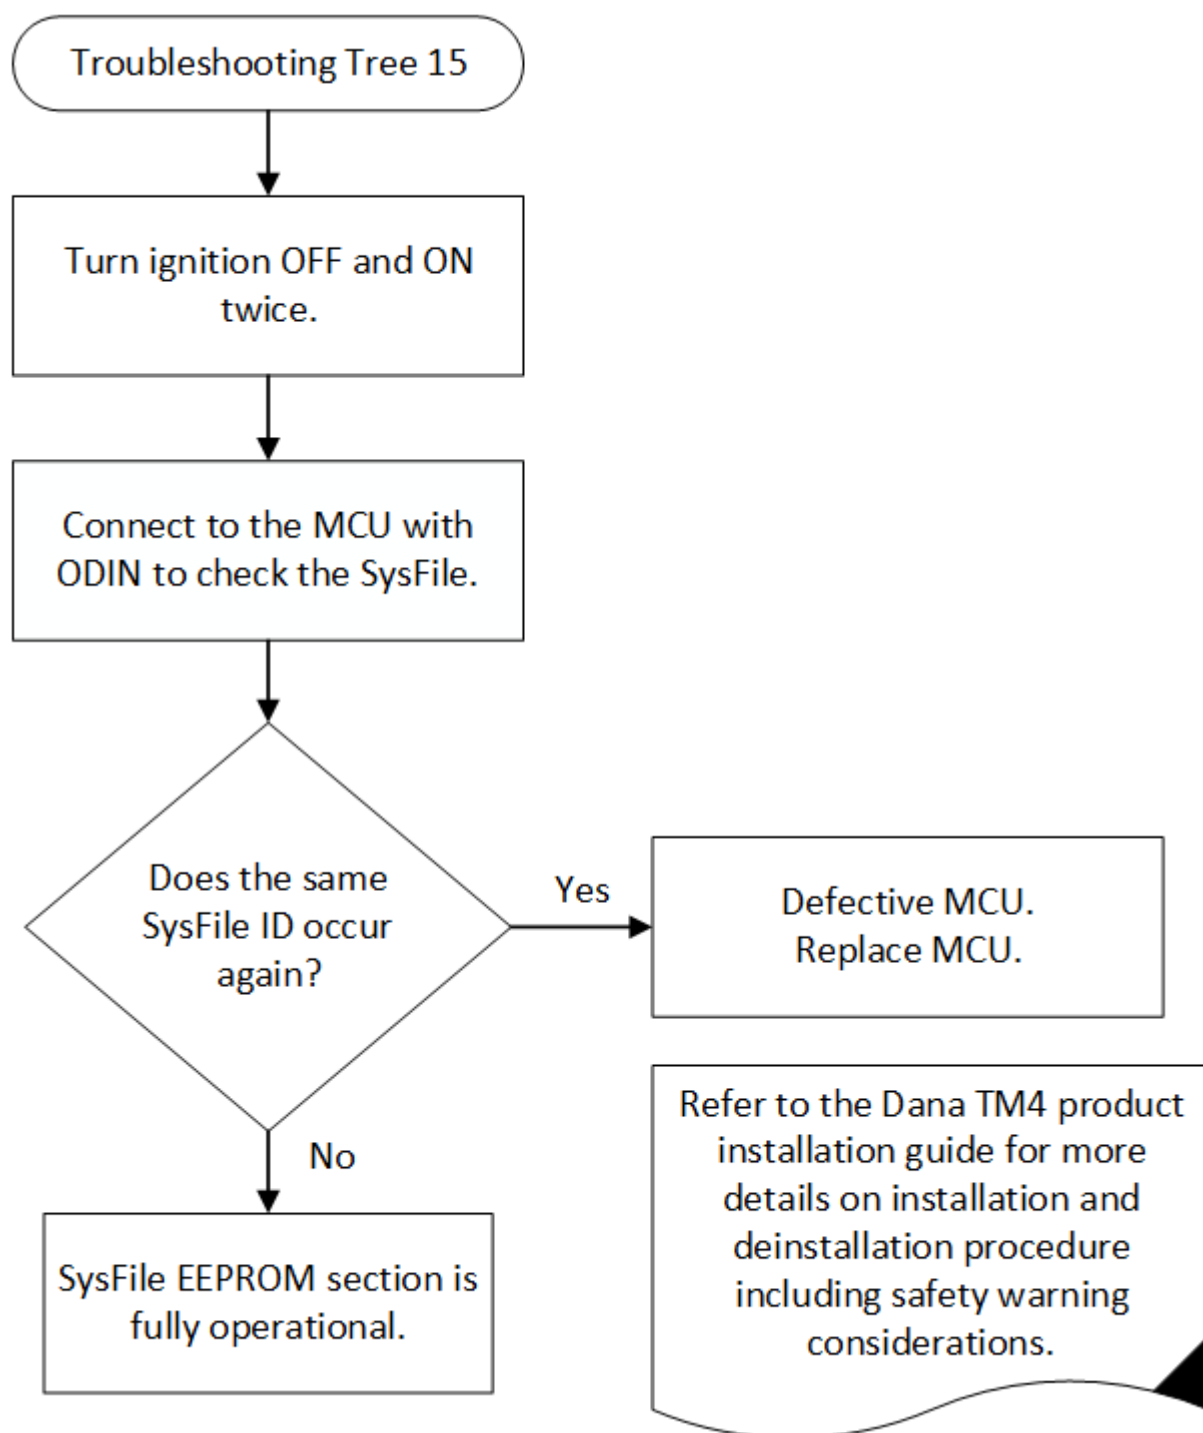 Troubleshooting Tree 15
Turn ignition OFF and ON
twice.
Connect to the MCU with
ODIN to check the SysFile.
Does the same
SysFile ID occur
again?
Yes
Defective MCU.
Replace MCU.
No
SysFile EEPROM section is
fully operational.
Refer to the Dana TM4 product
installation guide for more
details on installation and
deinstallation procedure
including safety warning
considerations.